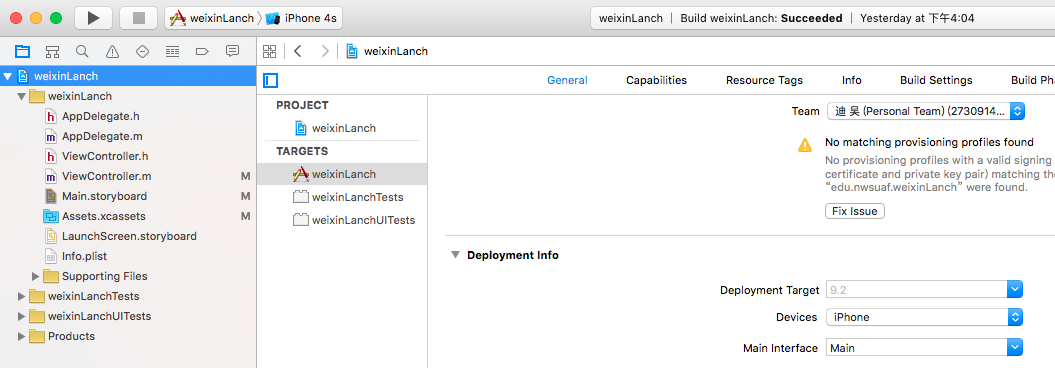 weixinLanch
iPhone 4s
weixinLanch
Build weixinLanch: Succeeded
Yesterday at 下午4:04
weixinLanch
weixinLanch
weixinLanch
AppDelegate.h
AppDelegate.m
ViewController.h
ViewController.m M
Main.storyboard M
Assets.xcassets M
LaunchScreen.storyboard
Info.plist
Supporting Files
weixinLanchTests
weixinLanchUITests
Products
General
Capabilities
Resource Tags
Info
Build Settings
Build Pha
PROJECT
weixinLanch
TARGETS
weixinLanch
weixinLanchTests
weixinLanchUITests
Team 迪 吴 (Personal Team) (2730914...
No matching provisioning profiles found
No provisioning profiles with a valid signing
certificate and private key pair) matching the
“edu.nwsuaf.weixinLanch” were found.
Fix Issue
Deployment Info
Deployment Target 9.2
Devices iPhone
Main Interface Main